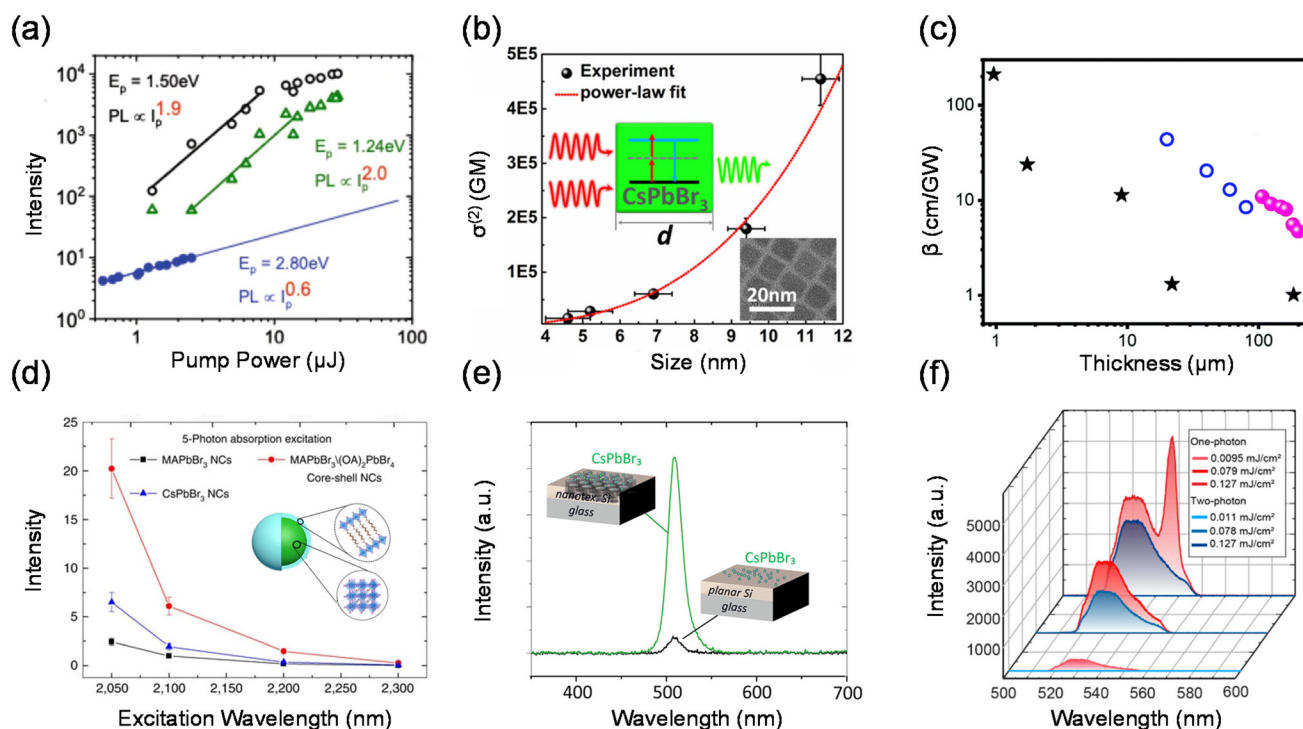 (a)
Intensity
10⁴
10³
10²
10¹
10⁰
E_p = 1.50eV
PL ∝ I_p^1.9
E_p = 1.24eV
PL ∝ I_p^2.0
E_p = 2.80eV
PL ∝ I_p^0.6
1
10
100
Pump Power (µJ)
(b)
σ⁽²⁾ (GM)
5E5
4E5
3E5
2E5
1E5
Experiment
power-law fit
CsPbBr₃
d
20nm
4 5 6 7 8 9 10 11 12
Size (nm)
(c)
β (cm/GW)
100
10
1
1
10
100
Thickness (µm)
(d)
Intensity
25
20
15
10
5
0
5-Photon absorption excitation
MAPbBr₃ NCs
MAPbBr₃\(OA)₂PbBr₄
Core-shell NCs
CsPbBr₃ NCs
2,050 2,100 2,150 2,200 2,250 2,300
Excitation Wavelength (nm)
(e)
Intensity (a.u.)
CsPbBr₃
nanotex. Si
glass
CsPbBr₃
planar Si
glass
400 500 600 700
Wavelength (nm)
(f)
Intensity (a.u.)
5000
4000
3000
2000
1000
One-photon
0.0095 mJ/cm²
0.079 mJ/cm²
0.127 mJ/cm²
Two-photon
0.011 mJ/cm²
0.078 mJ/cm²
0.127 mJ/cm²
500 520 540 560 580 600
Wavelength (nm)